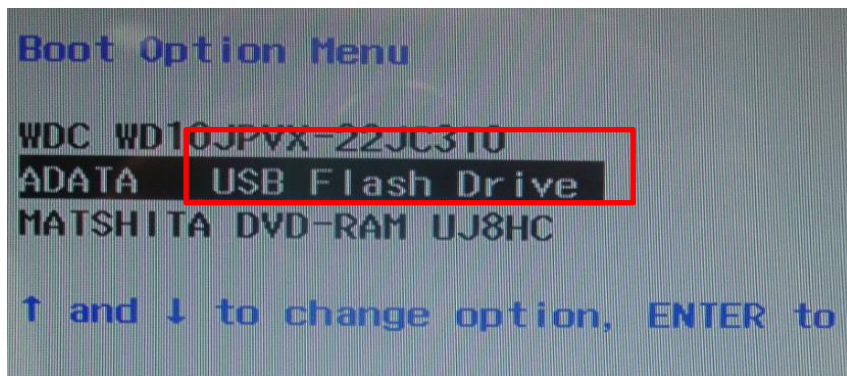 Boot Option Menu
WDC WD10JPVX-22JC3T0
ADATA USB Flash Drive
MATSHITA DVD-RAM UJ8HC
↑ and ↓ to change option, ENTER to